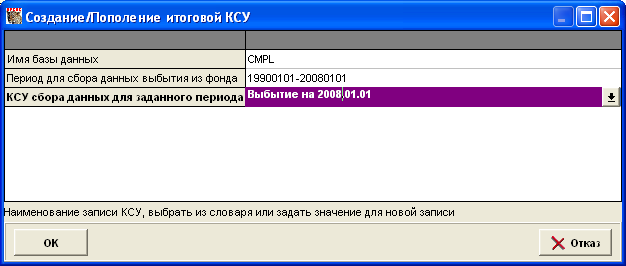 Создание/Пополение итоговой КСУ
Имя базы данных CMPL
Период для сбора данных выбытия из фонда 19900101-20080101
КСУ сбора данных для заданного периода Выбытие на 2008.01.01
Наименование записи КСУ, выбрать из словаря или задать значение для новой записи
ОК Отказ